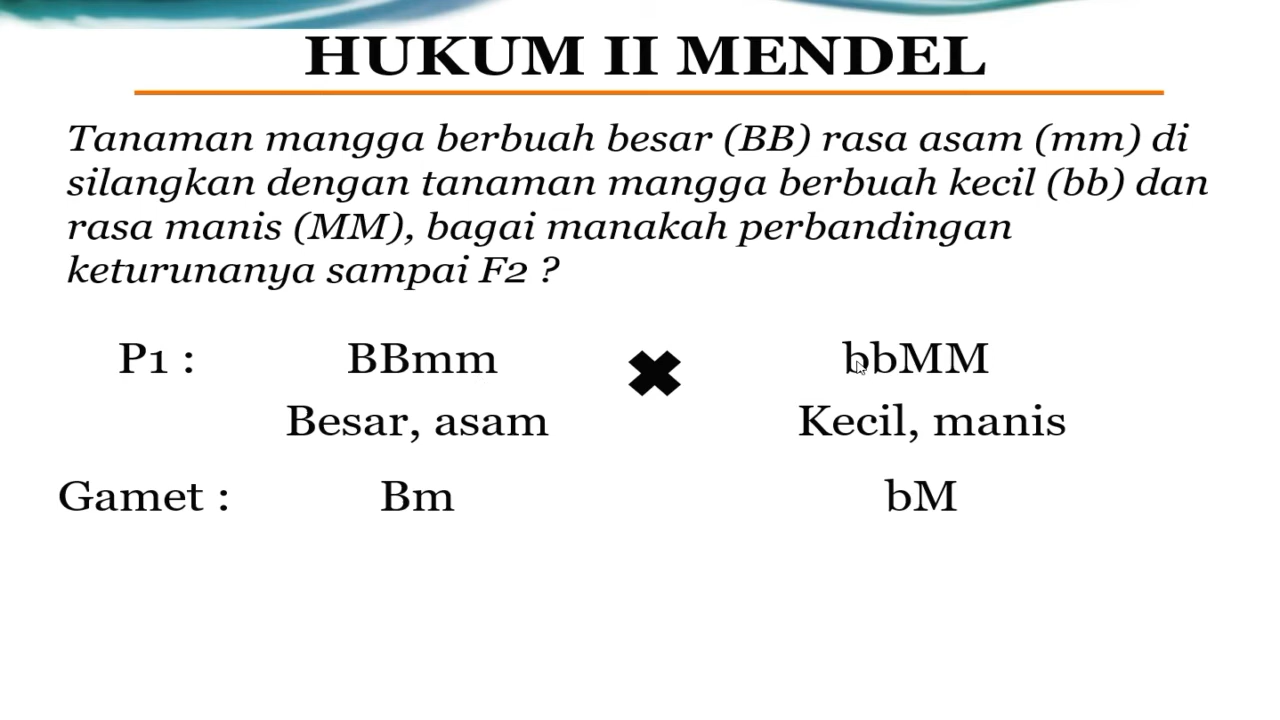 HUKUM II MENDEL
Tanaman mangga berbuah besar (BB) rasa asam (mm) di
silangkan dengan tanaman mangga berbuah kecil (bb) dan
rasa manis (MM), bagai manakah perbandingan
keturunanya sampai F2 ?
P1 : BBmm ✖ bbMM
Besar, asam Kecil, manis
Gamet : Bm bM